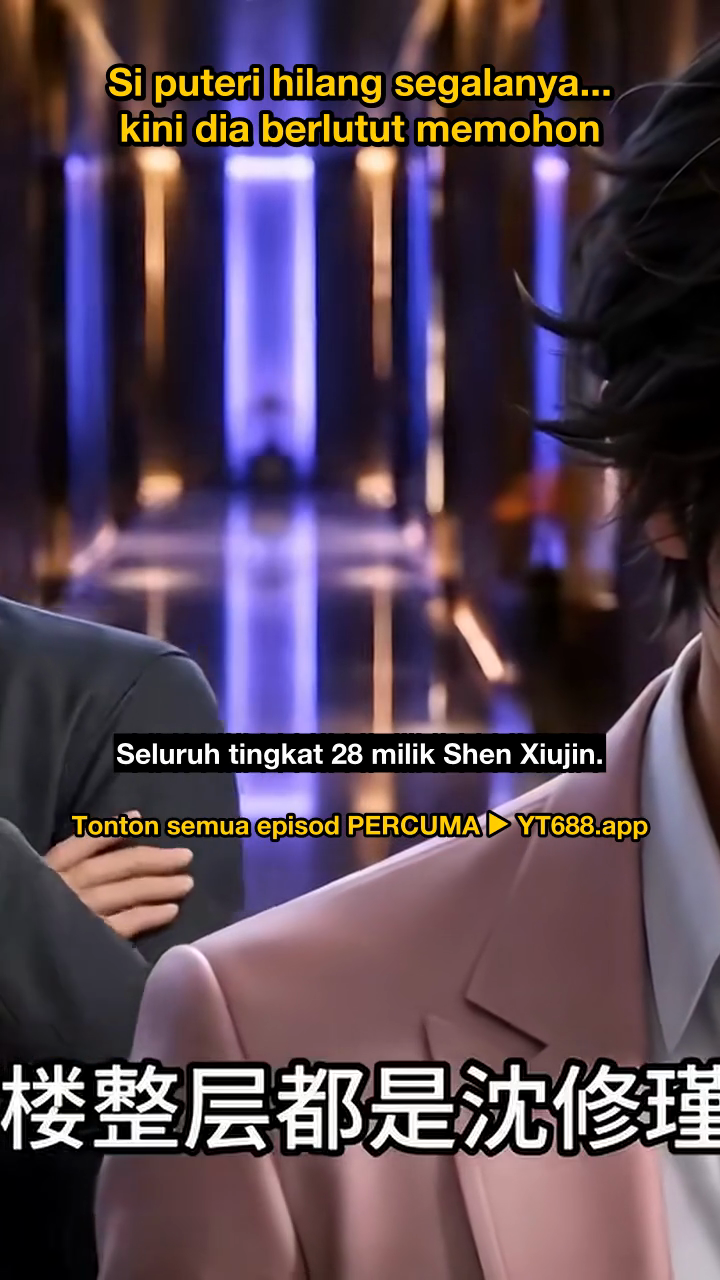 Si puteri hilang segalanya...
kini dia berlutut memohon
Seluruh tingkat 28 milik Shen Xiujin.
Tonton semua episod PERCUMA ▶ YT688.app
楼整层都是沈修瑾